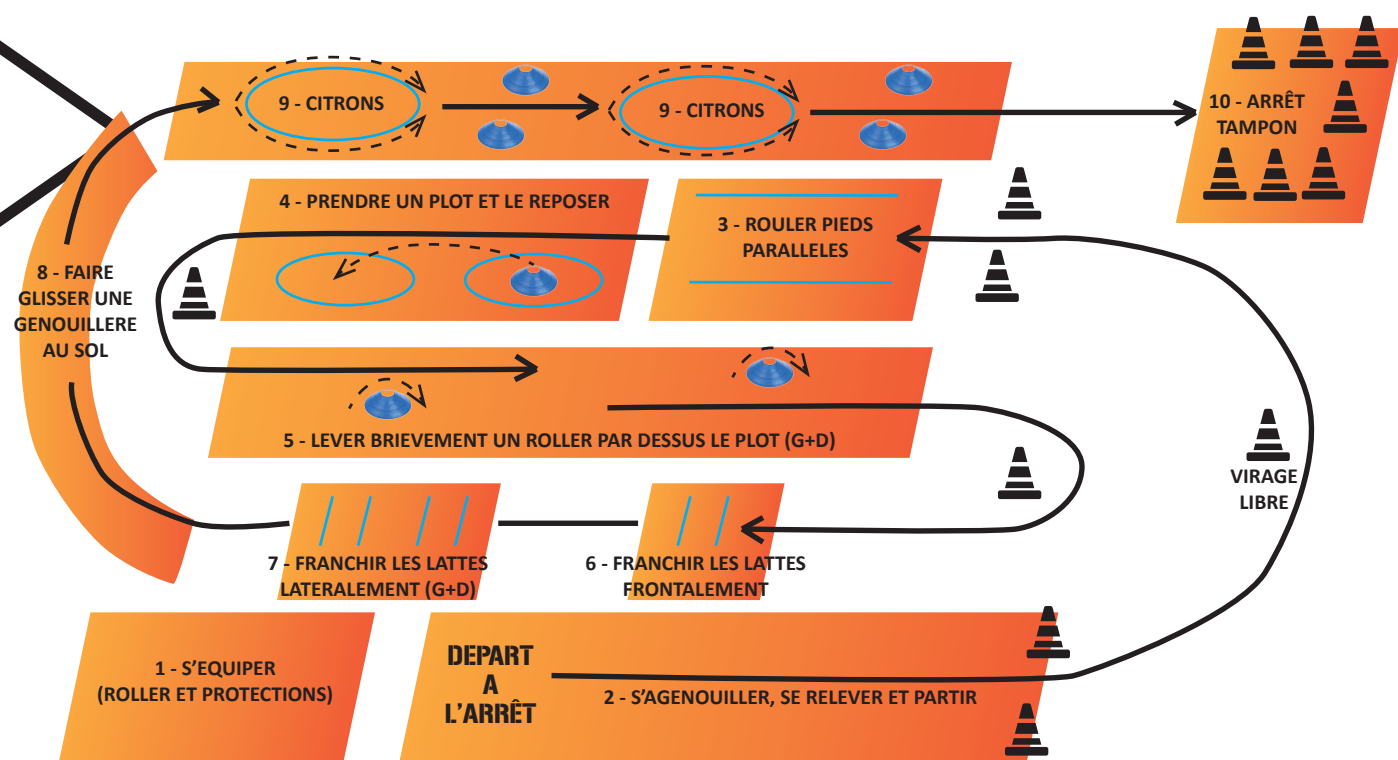 9 - CITRONS
9 - CITRONS
10 - ARRÊT
TAMPON
4 - PRENDRE UN PLOT ET LE REPOSER
3 - ROULER PIEDS
PARALLELES
8 - FAIRE
GLISSER UNE
GENOUILLERE
AU SOL
5 - LEVER BRIEVEMENT UN ROLLER PAR DESSUS LE PLOT (G+D)
VIRAGE
LIBRE
7 - FRANCHIR LES LATTES
LATERALEMENT (G+D)
6 - FRANCHIR LES LATTES
FRONTALEMENT
1 - S'EQUIPER
(ROLLER ET PROTECTIONS)
DEPART
A
L'ARRÊT
2 - S'AGENOUILLER, SE RELEVER ET PARTIR